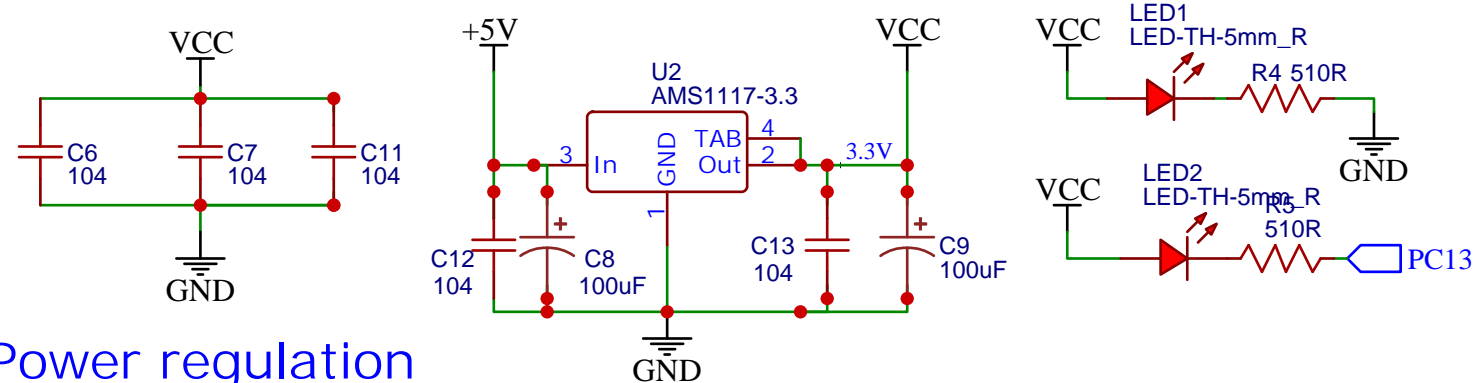 VCC
C6
104
C7
104
C11
104
GND
+5V
U2
AMS1117-3.3
VCC
3
In
GND
TAB
4
Out
2
1
3.3V
C12
104
C8
100uF
C13
104
C9
100uF
GND
VCC
LED1
LED-TH-5mm_R
R4 510R
GND
VCC
LED2
LED-TH-5mm_R
R5
510R
PC13
Power regulation